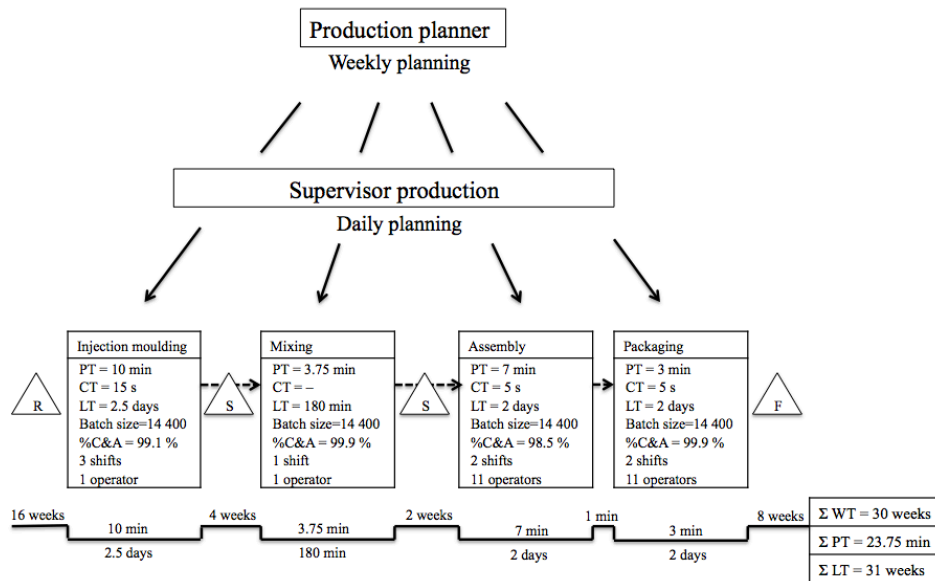 Production planner
Weekly planning
Supervisor production
Daily planning
Injection moulding
PT = 10 min
CT = 15 s
LT = 2.5 days
Batch size=14 400
%C&A = 99.1 %
3 shifts
1 operator
Mixing
PT = 3.75 min
CT = –
LT = 180 min
Batch size=14 400
%C&A = 99.9 %
1 shift
1 operator
Assembly
PT = 7 min
CT = 5 s
LT = 2 days
Batch size=14 400
%C&A = 98.5 %
2 shifts
11 operators
Packaging
PT = 3 min
CT = 5 s
LT = 2 days
Batch size=14 400
%C&A = 99.9 %
2 shifts
11 operators
R
S
S
F
16 weeks
10 min
2.5 days
4 weeks
3.75 min
180 min
2 weeks
7 min
2 days
1 min
3 min
2 days
8 weeks
Σ WT = 30 weeks
Σ PT = 23.75 min
Σ LT = 31 weeks